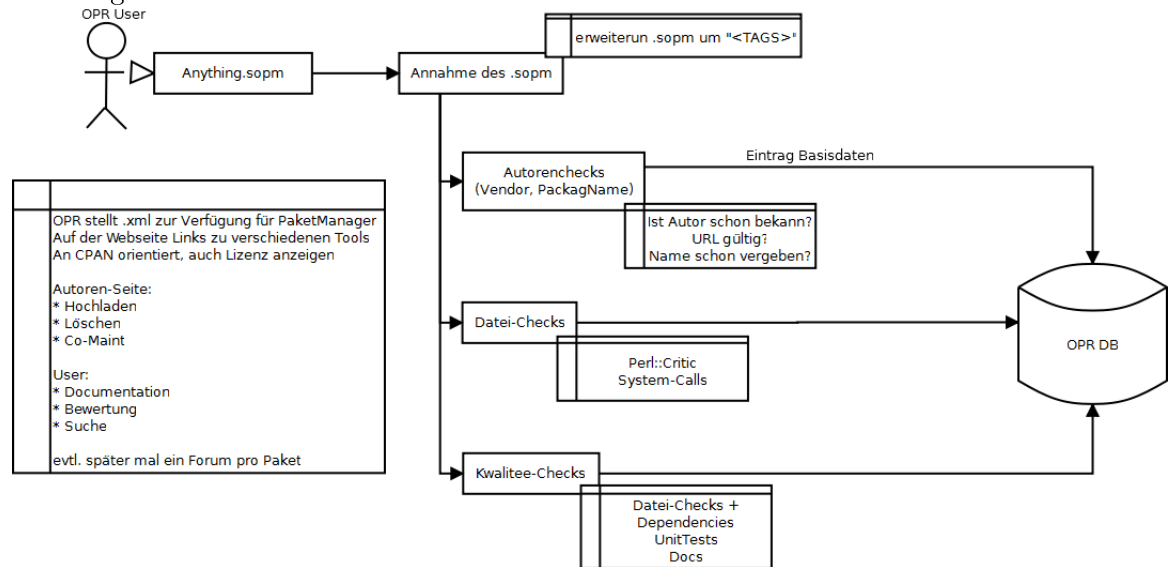 OPR User
erweiterun .sopm um "<TAGS>"
Anything.sopm
Annahme des .sopm
Autorenchecks
(Vendor, PackagName)
Eintrag Basisdaten
Ist Autor schon bekann?
URL gültig?
Name schon vergeben?
OPR stellt .xml zur Verfügung für PaketManager
Auf der Webseite Links zu verschiedenen Tools
An CPAN orientiert, auch Lizenz anzeigen
Autoren-Seite:
* Hochladen
* Löschen
* Co-Maint
User:
* Documentation
* Bewertung
* Suche
evtl. später mal ein Forum pro Paket
Datei-Checks
Perl::Critic
System-Calls
OPR DB
Kwalitee-Checks
Datei-Checks +
Dependencies
UnitTests
Docs